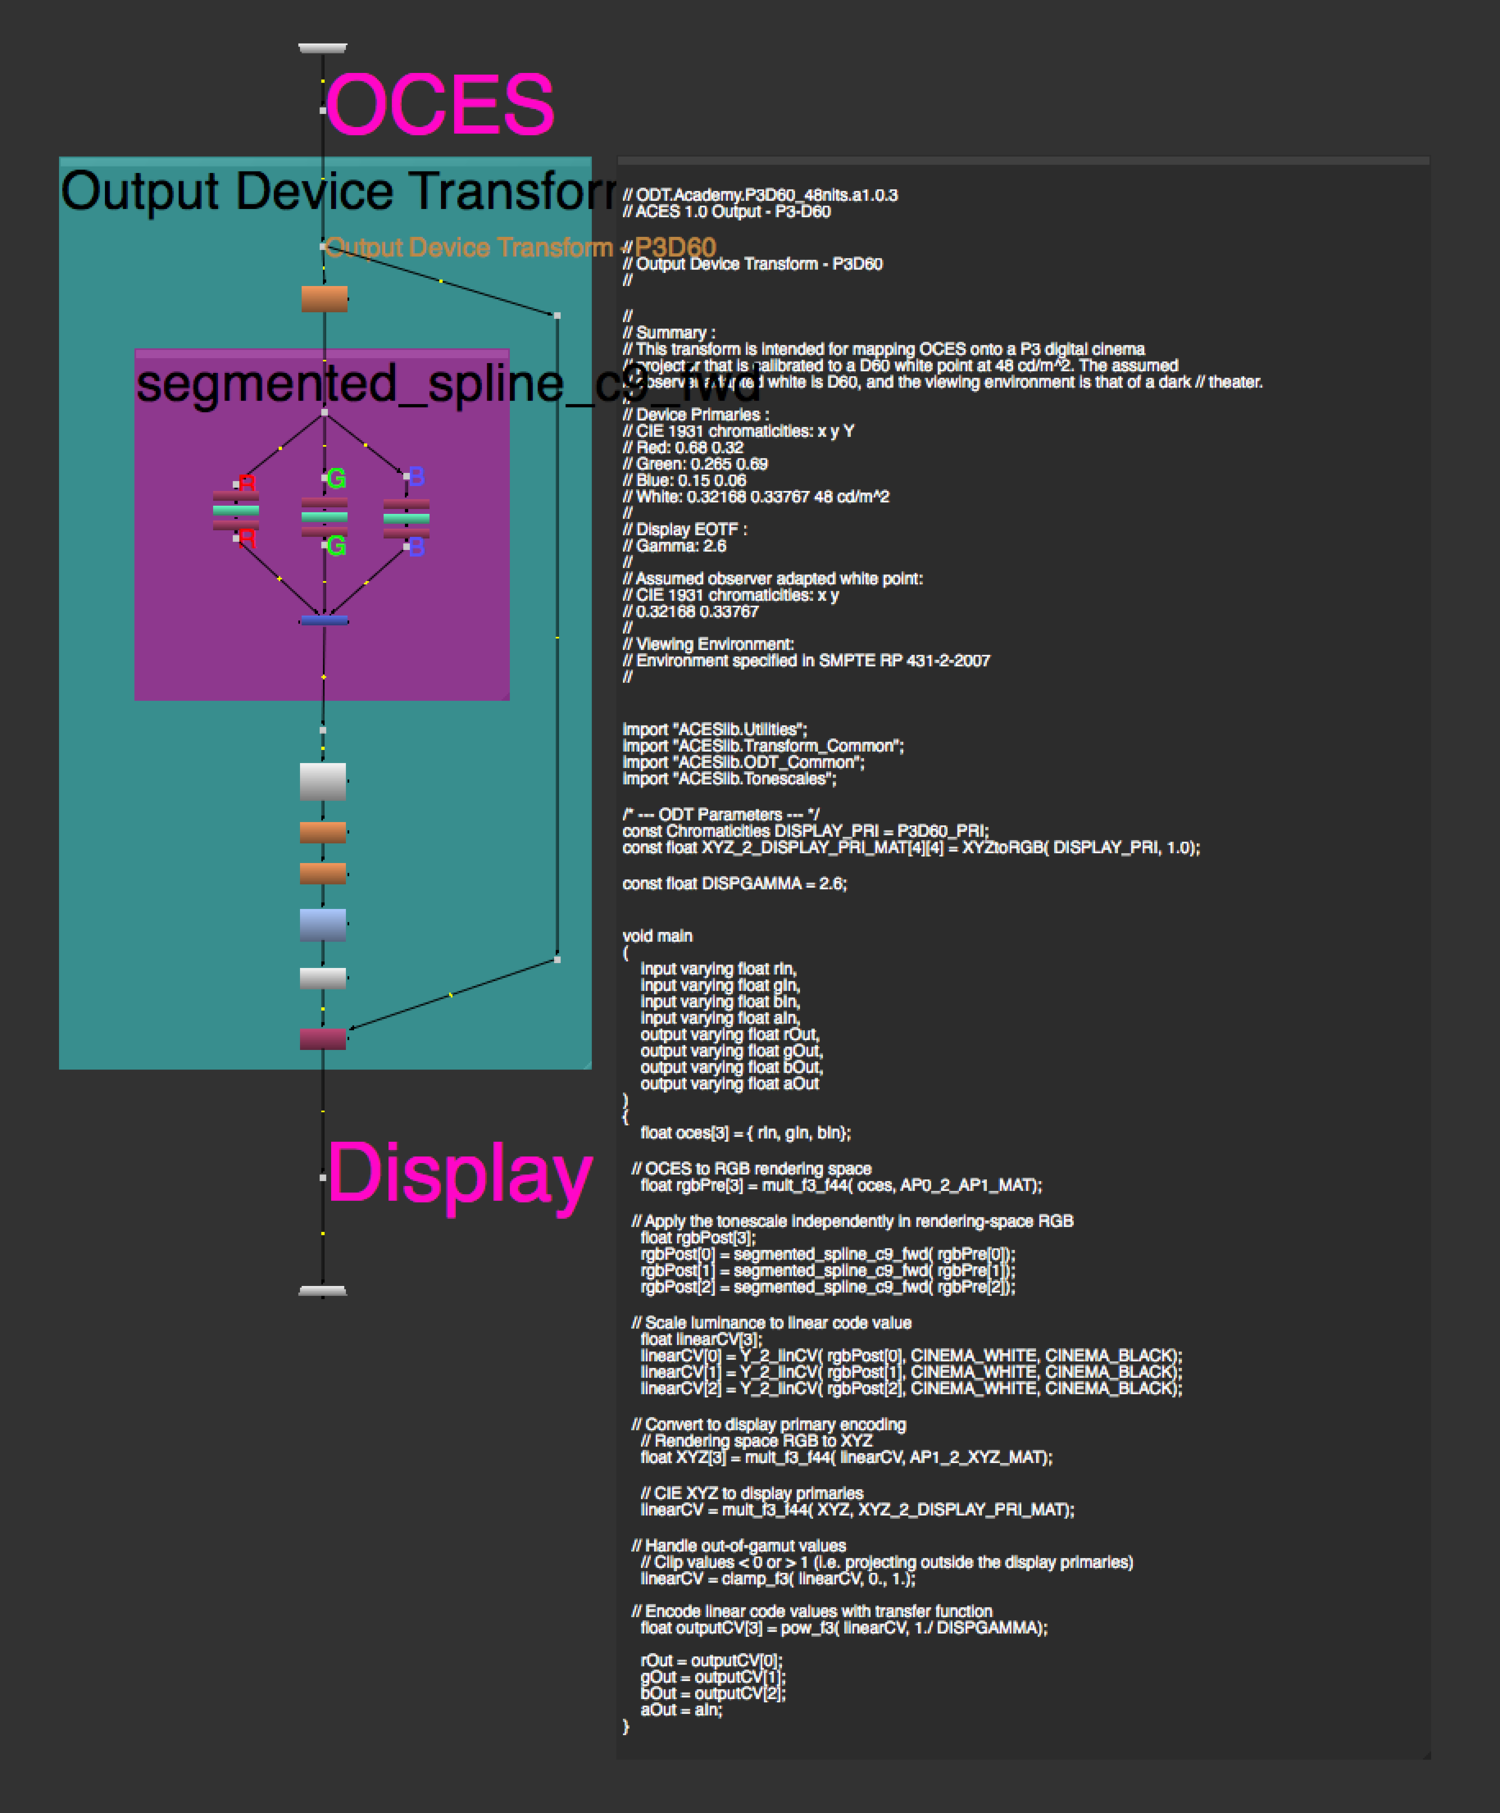 OCES
Output Device Transform
Output Device Transform - P3D60
segmented_spline_c9_fwd
R
G
B
R
G
B
Display
// ODT.Academy.P3D60_48nits.a1.0.3
// ACES 1.0 Output - P3-D60
//
// Output Device Transform - P3D60
//
//
// Summary :
// This transform is intended for mapping OCES onto a P3 digital cinema
// projector that is calibrated to a D60 white point at 48 cd/m^2. The assumed
// observer adapted white is D60, and the viewing environment is that of a dark // theater.
//
// Device Primaries :
// CIE 1931 chromaticities: x y Y
// Red: 0.68 0.32
// Green: 0.265 0.69
// Blue: 0.15 0.06
// White: 0.32168 0.33767 48 cd/m^2
//
// Display EOTF :
// Gamma: 2.6
//
// Assumed observer adapted white point:
// CIE 1931 chromaticities: x y
// 0.32168 0.33767
//
// Viewing Environment:
// Environment specified in SMPTE RP 431-2-2007
//
import "ACESlib.Utilities";
import "ACESlib.Transform_Common";
import "ACESlib.ODT_Common";
import "ACESlib.Tonescales";
/* --- ODT Parameters --- */
const Chromaticities DISPLAY_PRI = P3D60_PRI;
const float XYZ_2_DISPLAY_PRI_MAT[4][4] = XYZtoRGB( DISPLAY_PRI, 1.0);
const float DISPGAMMA = 2.6;
void main
(
input varying float rIn,
input varying float gIn,
input varying float bIn,
input varying float aIn,
output varying float rOut,
output varying float gOut,
output varying float bOut,
output varying float aOut
)
{
float oces[3] = { rIn, gIn, bIn};
// OCES to RGB rendering space
float rgbPre[3] = mult_f3_f44( oces, AP0_2_AP1_MAT);
// Apply the tonescale independently in rendering-space RGB
float rgbPost[3];
rgbPost[0] = segmented_spline_c9_fwd( rgbPre[0]);
rgbPost[1] = segmented_spline_c9_fwd( rgbPre[1]);
rgbPost[2] = segmented_spline_c9_fwd( rgbPre[2]);
// Scale luminance to linear code value
float linearCV[3];
linearCV[0] = Y_2_linCV( rgbPost[0], CINEMA_WHITE, CINEMA_BLACK);
linearCV[1] = Y_2_linCV( rgbPost[1], CINEMA_WHITE, CINEMA_BLACK);
linearCV[2] = Y_2_linCV( rgbPost[2], CINEMA_WHITE, CINEMA_BLACK);
// Convert to display primary encoding
// Rendering space RGB to XYZ
float XYZ[3] = mult_f3_f44( linearCV, AP1_2_XYZ_MAT);
// CIE XYZ to display primaries
linearCV = mult_f3_f44( XYZ, XYZ_2_DISPLAY_PRI_MAT);
// Handle out-of-gamut values
// Clip values < 0 or > 1 (i.e. projecting outside the display primaries)
linearCV = clamp_f3( linearCV, 0., 1.);
// Encode linear code values with transfer function
float outputCV[3] = pow_f3( linearCV, 1./ DISPGAMMA);
rOut = outputCV[0];
gOut = outputCV[1];
bOut = outputCV[2];
aOut = aIn;
}